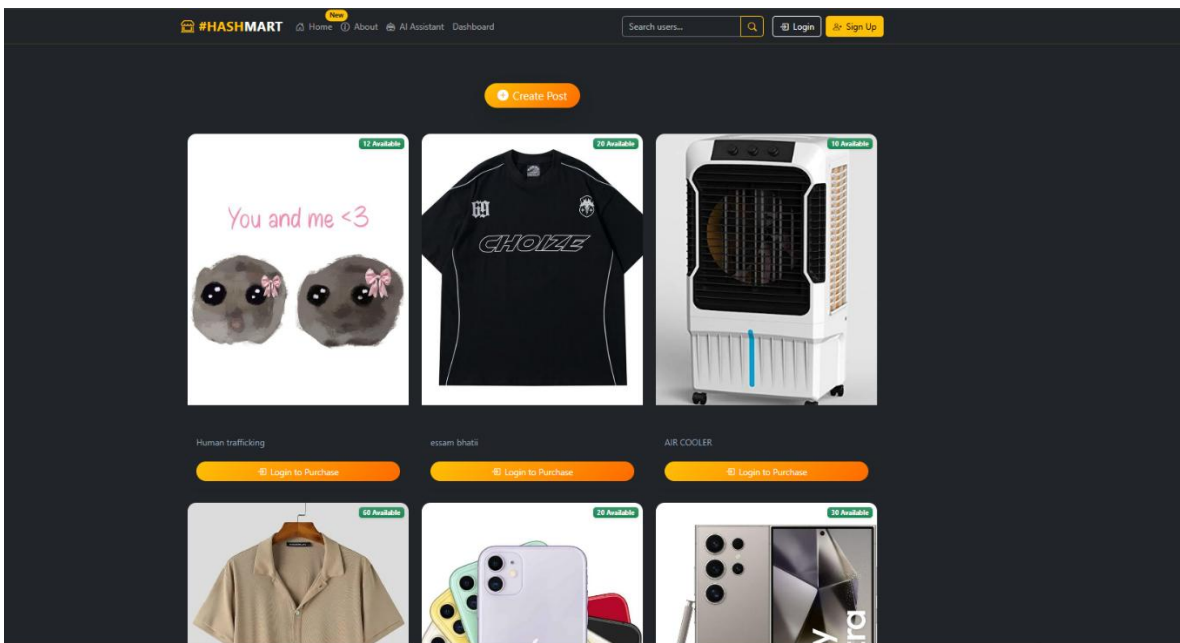 New
#HASHMART Home About AI Assistant Dashboard Search users... Login Sign Up
Create Post
12 Available
20 Available
10 Available
You and me <3
69
CHOIZE
Human trafficking
essam bhatii
AIR COOLER
Login to Purchase
Login to Purchase
Login to Purchase
60 Available
20 Available
30 Available